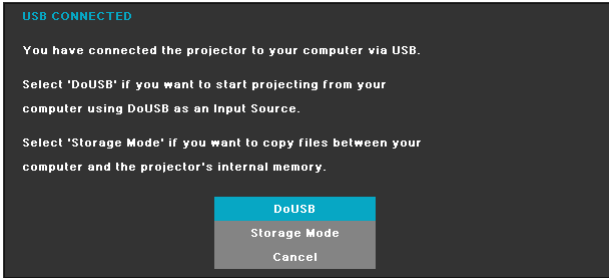 USB CONNECTED
You have connected the projector to your computer via USB.
Select 'DoUSB' if you want to start projecting from your
computer using DoUSB as an Input Source.
Select 'Storage Mode' if you want to copy files between your
computer and the projector's internal memory.
DoUSB
Storage Mode
Cancel